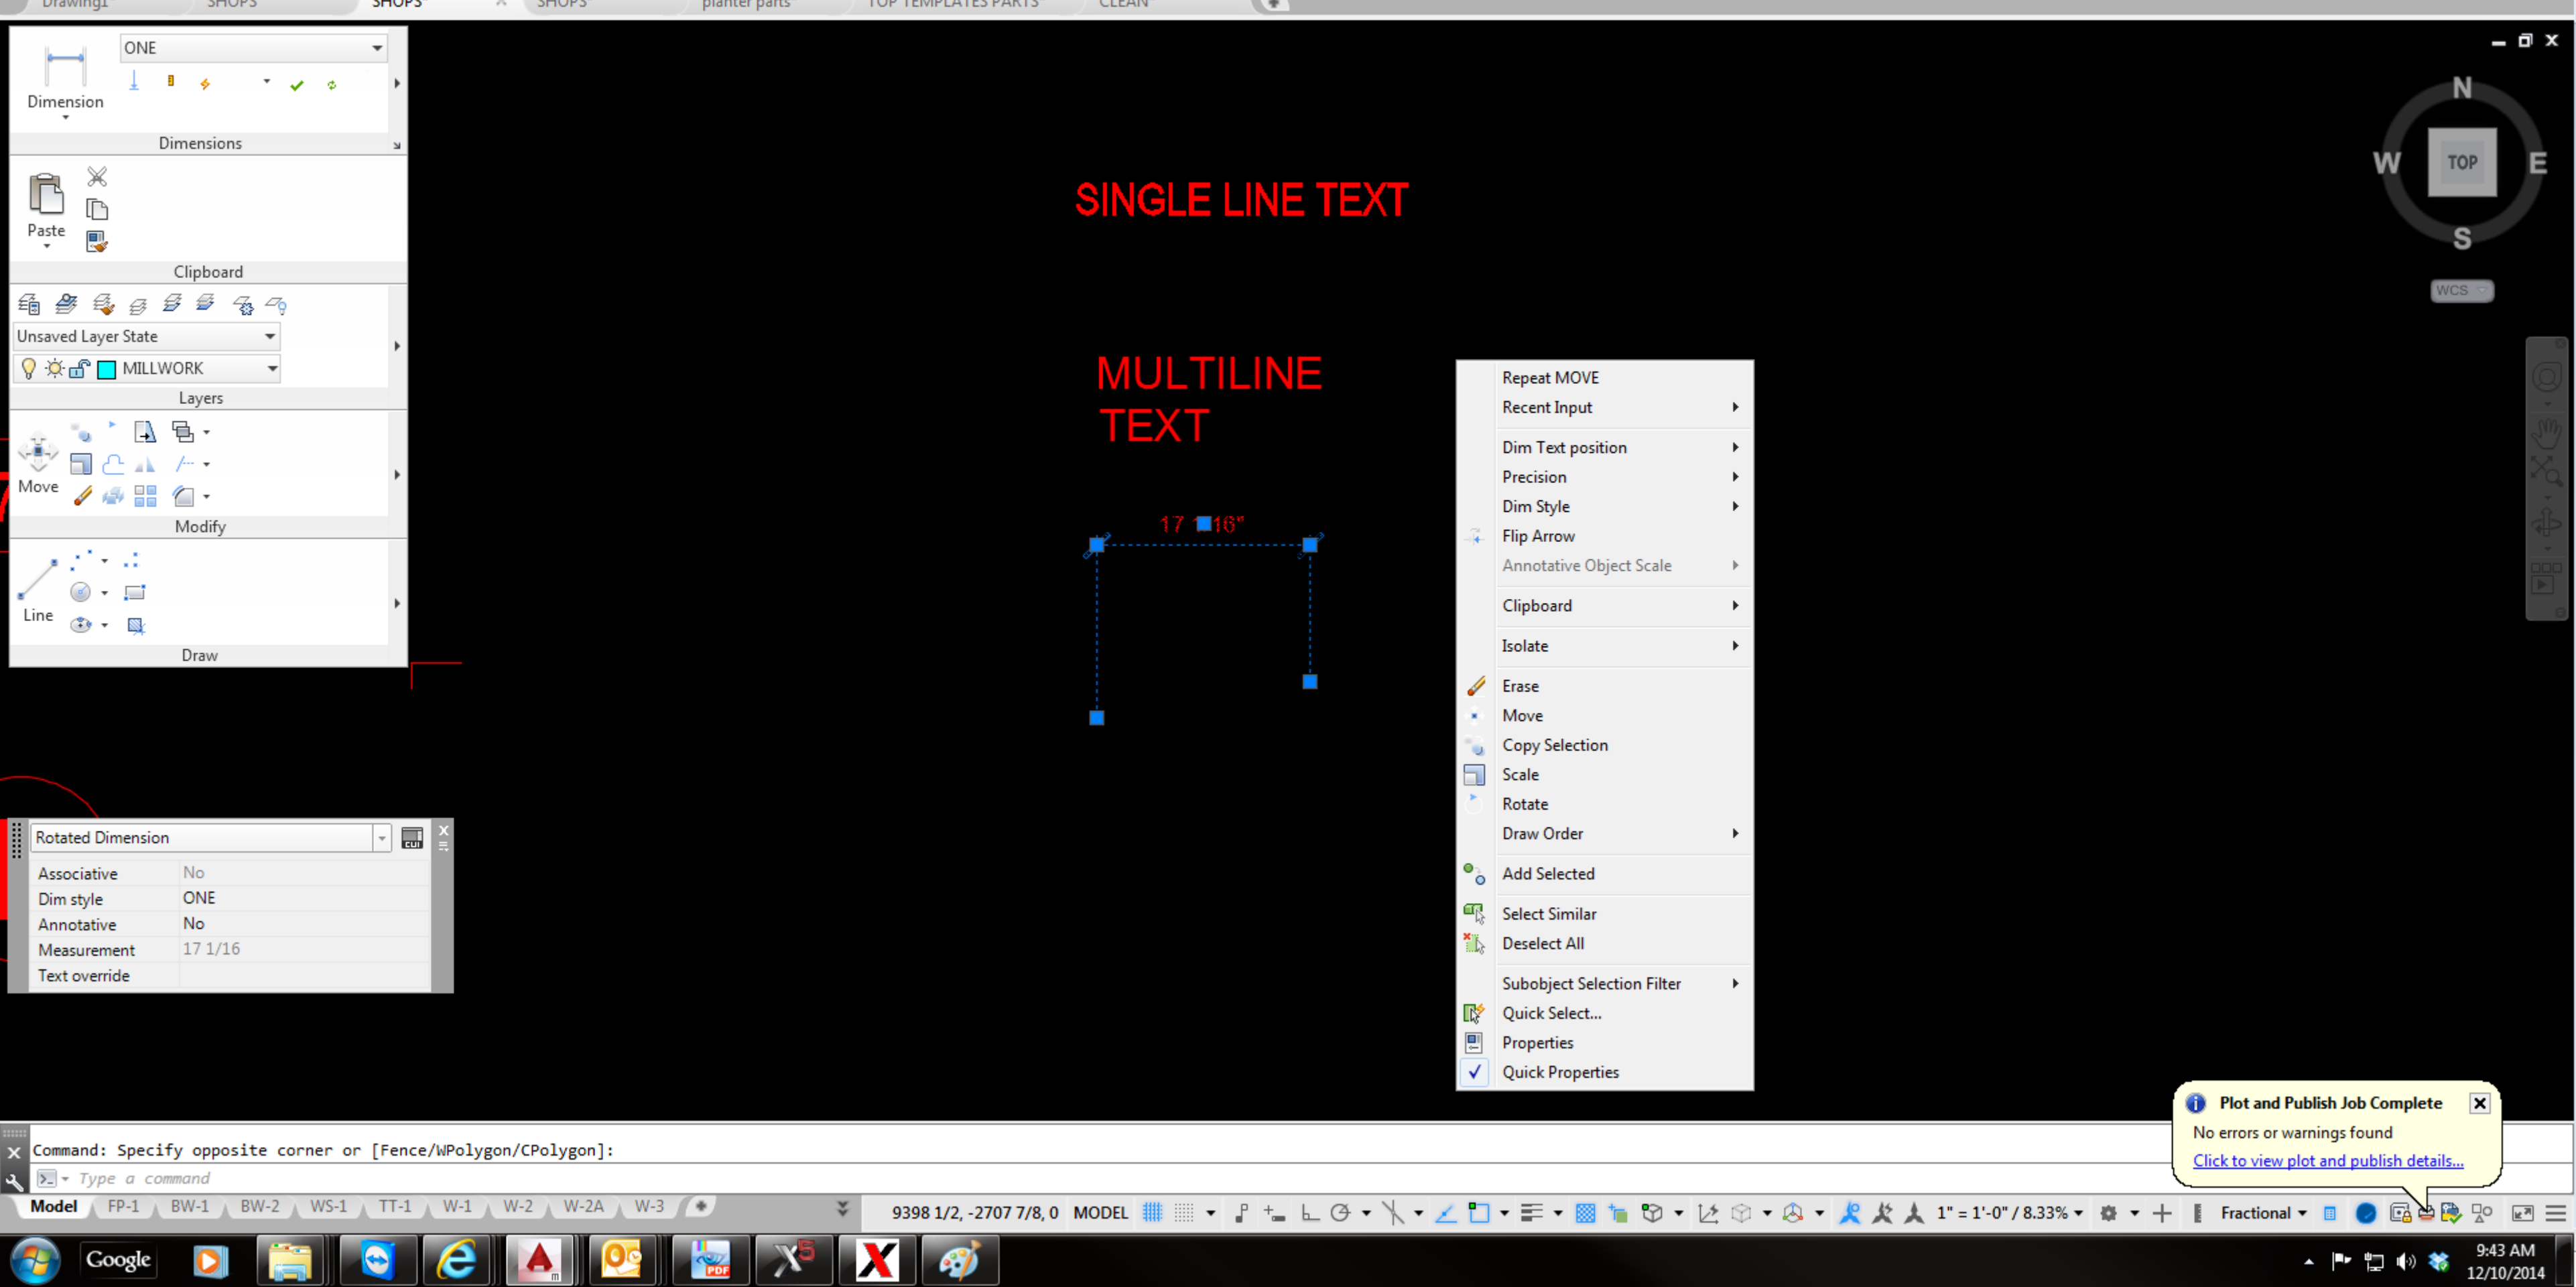 Drawing1*
SHOPS*
SHOPS*
SHOPS*
planter parts*
TOP TEMPLATES PARTS*
CLEAN*
ONE
Dimension
Dimensions
Paste
Clipboard
Unsaved Layer State
MILLWORK
Layers
Move
Modify
Line
Draw
SINGLE LINE TEXT
MULTILINE
TEXT
N
W
TOP
E
S
WCS
Repeat MOVE
Recent Input
Dim Text position
Precision
Dim Style
Flip Arrow
Annotative Object Scale
Clipboard
Isolate
Erase
Move
Copy Selection
Scale
Rotate
Draw Order
Add Selected
Select Similar
Deselect All
Subobject Selection Filter
Quick Select...
Properties
Quick Properties
Rotated Dimension
CUI
Associative No
Dim style ONE
Annotative No
Measurement 17 1/16
Text override
Plot and Publish Job Complete
No errors or warnings found
Click to view plot and publish details...
Command: Specify opposite corner or [Fence/WPolygon/CPolygon]:
Type a command
Model FP-1 BW-1 BW-2 WS-1 TT-1 W-1 W-2 W-2A W-3
9398 1/2, -2707 7/8, 0 MODEL
1" = 1'-0" / 8.33%
Fractional
Google
PDF
X5
9:43 AM
12/10/2014